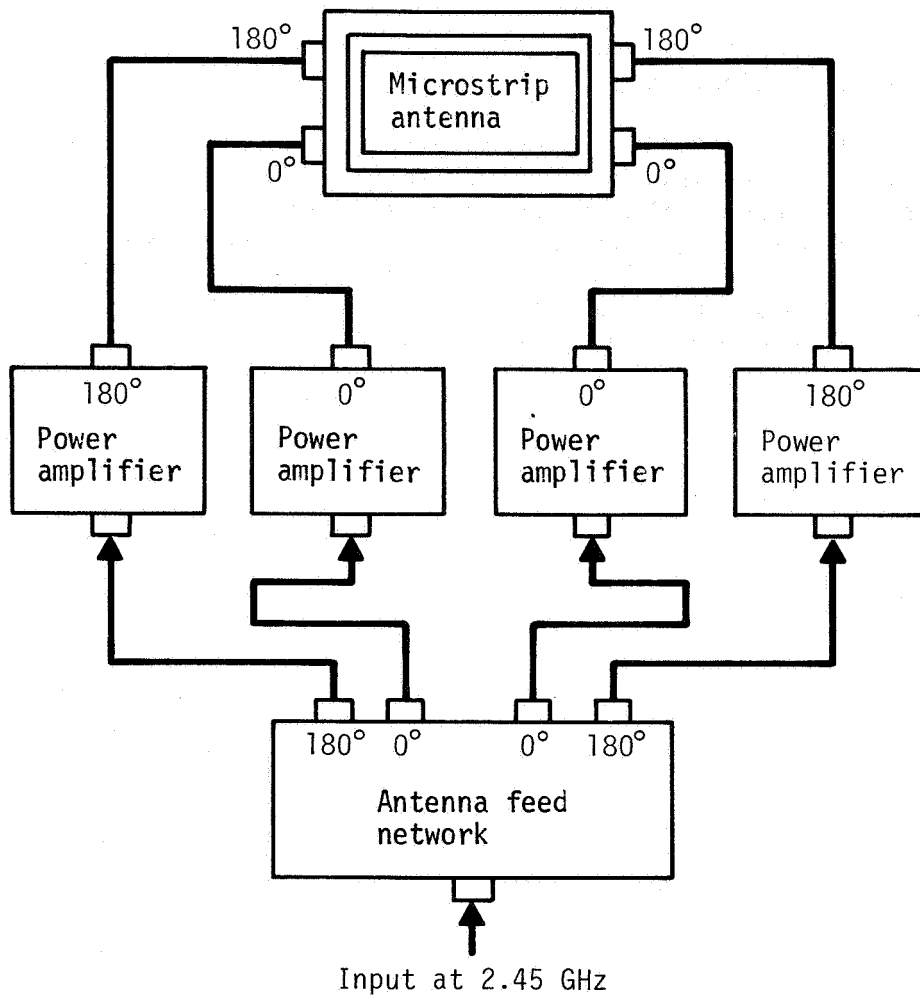 180°
180°
Microstrip
antenna
0°
0°
180°
0°
0°
180°
Power
amplifier
Power
amplifier
Power
amplifier
Power
amplifier
180°
0°
0°
180°
Antenna feed
network
Input at 2.45 GHz